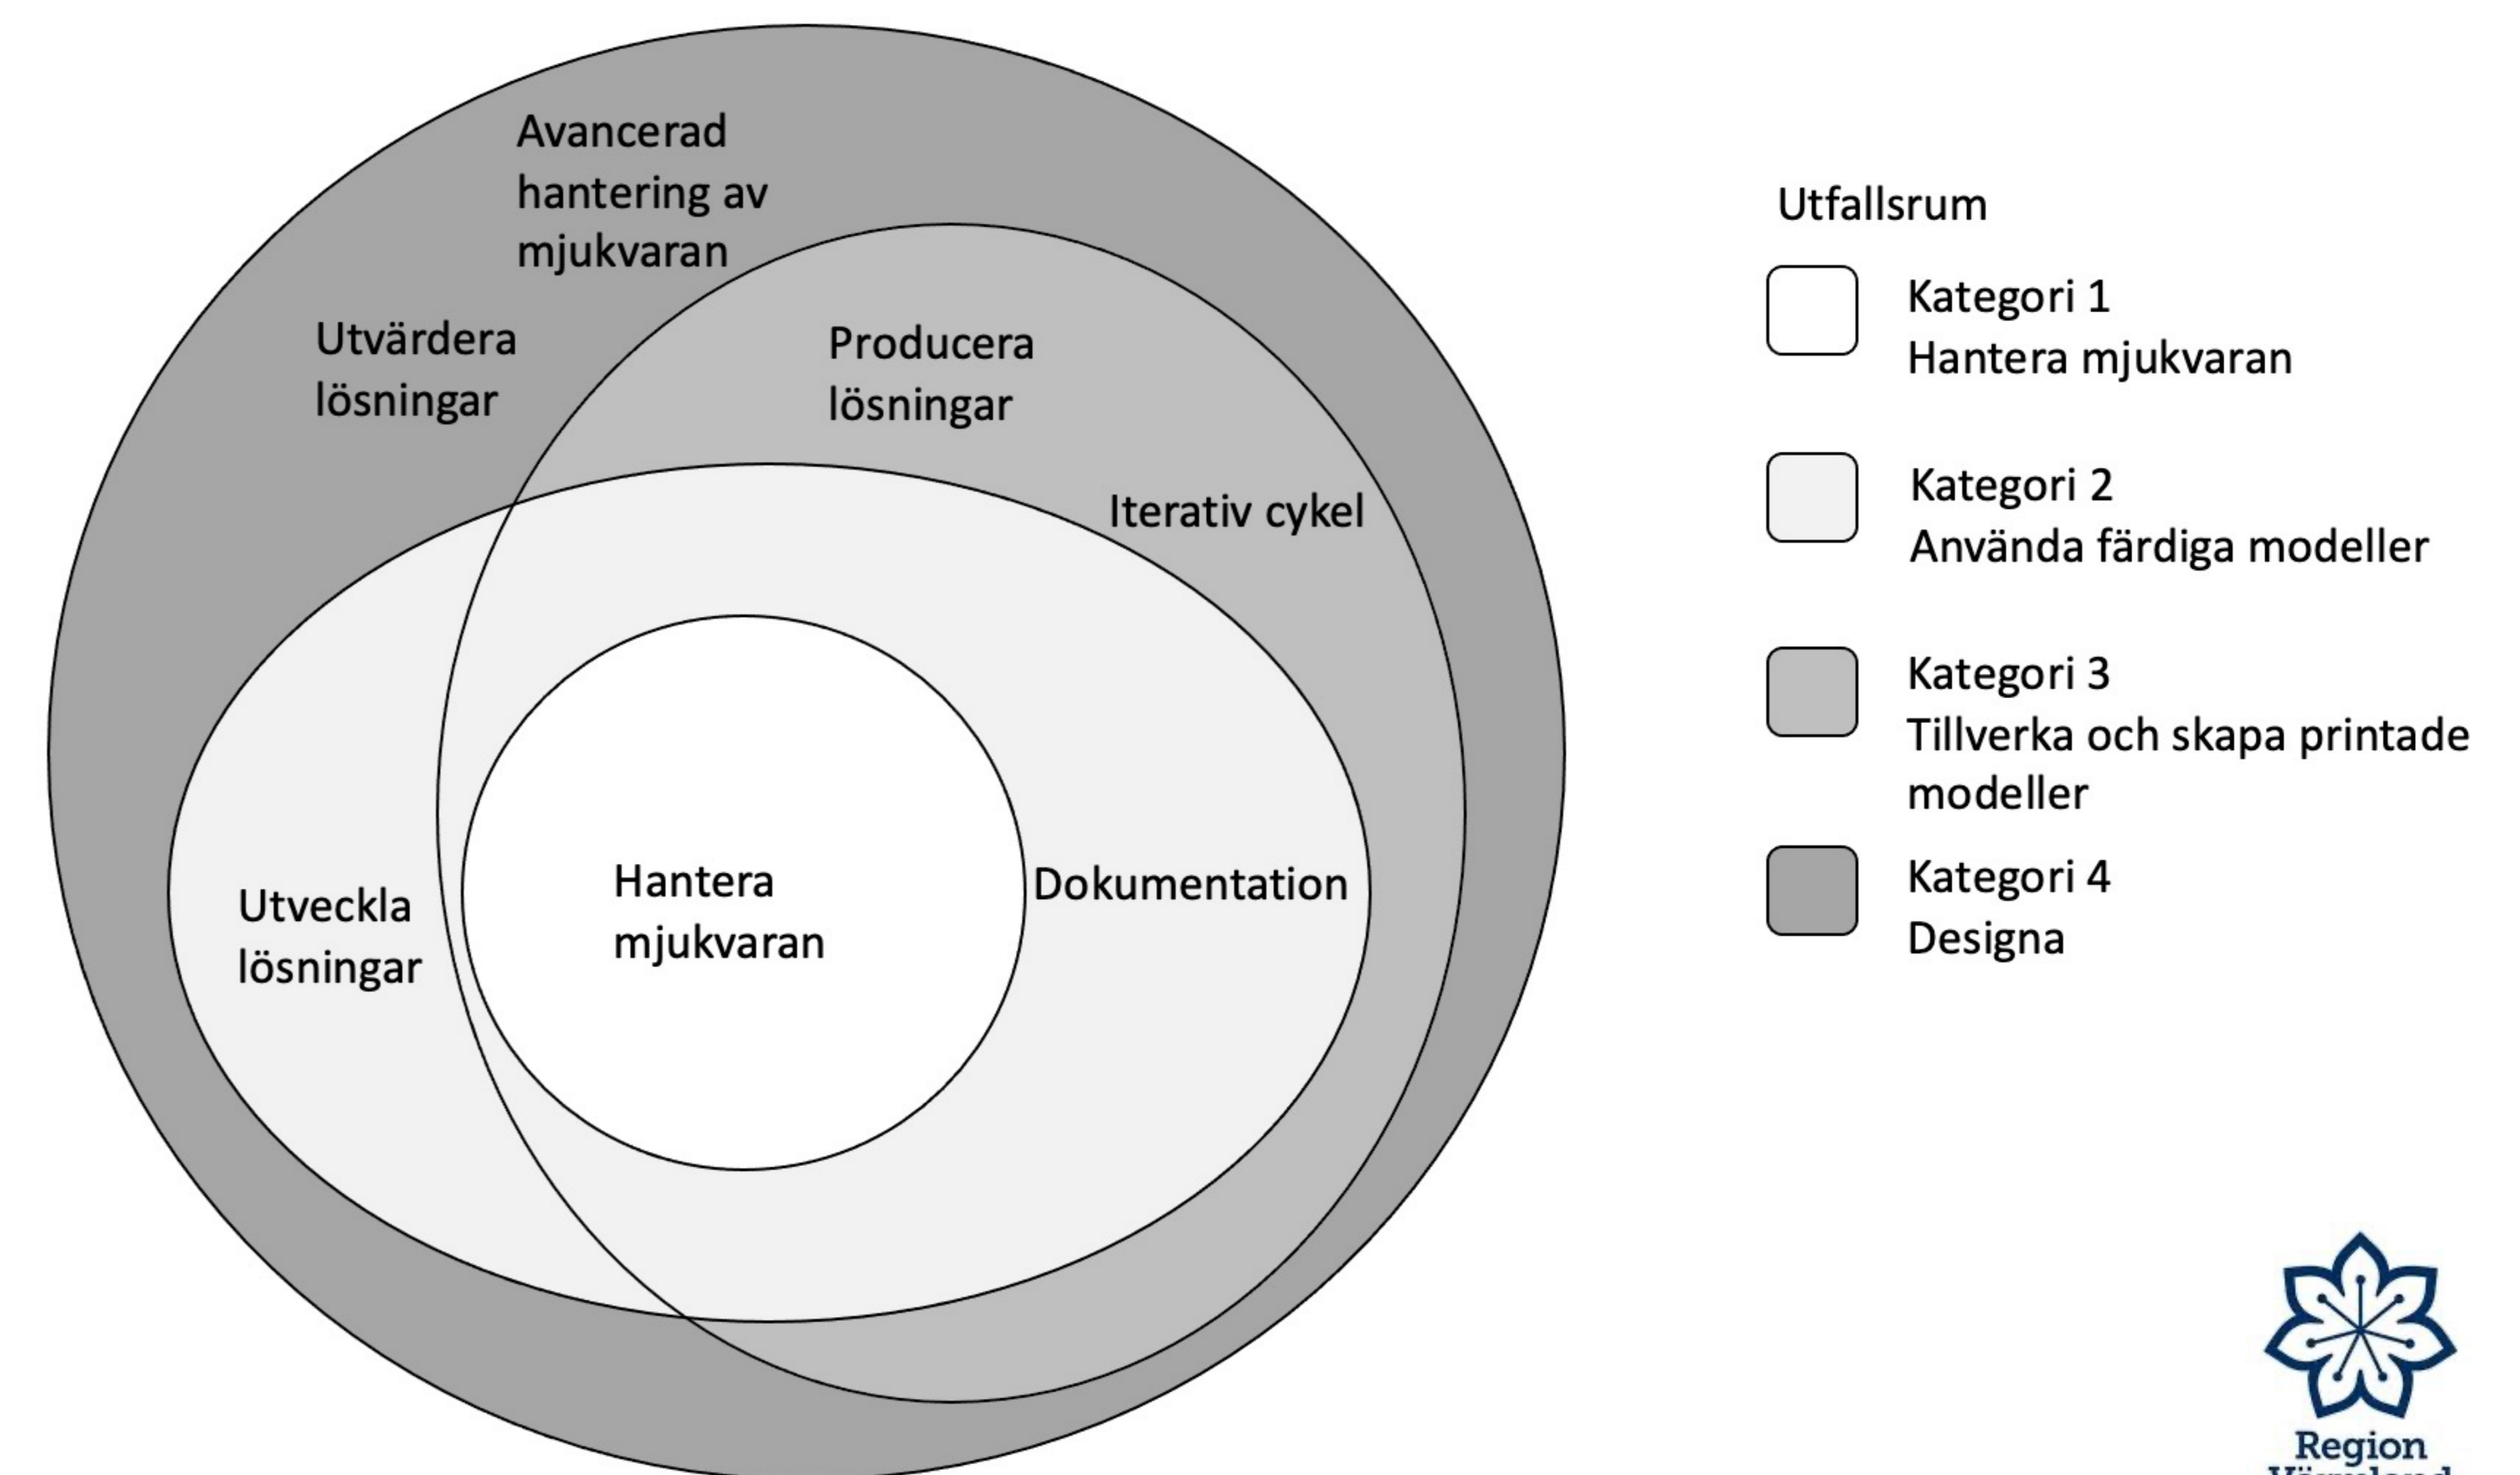 Avancerad
hantering av
mjukvaran
Utvärdera
lösningar
Producera
lösningar
Iterativ cykel
Utveckla
lösningar
Hantera
mjukvaran
Dokumentation
Utfallsrum
Kategori 1
Hantera mjukvaran
Kategori 2
Använda färdiga modeller
Kategori 3
Tillverka och skapa printade
modeller
Kategori 4
Designa
Region